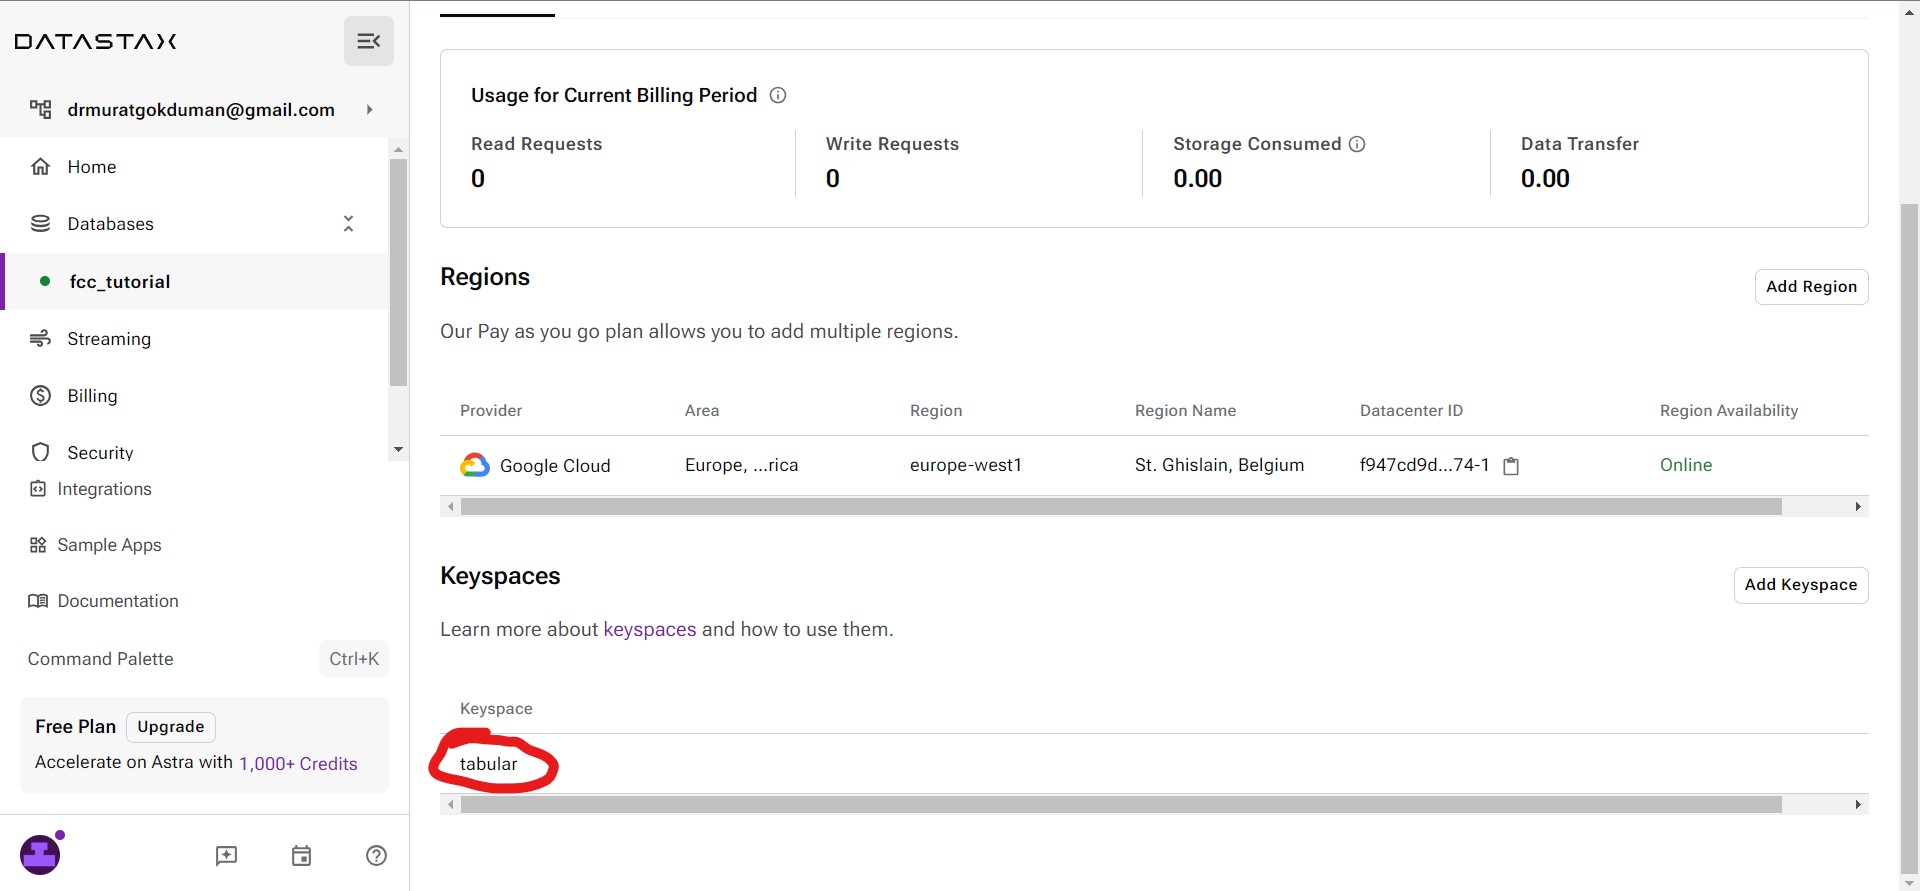 DATASTAX
drmuratgokduman@gmail.com
Home
Databases
fcc_tutorial
Streaming
Billing
Security
Integrations
Sample Apps
Documentation
Command Palette Ctrl+K
Free Plan Upgrade
Accelerate on Astra with 1,000+ Credits
Usage for Current Billing Period
Read Requests Write Requests Storage Consumed Data Transfer
0 0 0.00 0.00
Regions
Add Region
Our Pay as you go plan allows you to add multiple regions.
Provider Area Region Region Name Datacenter ID Region Availability
Google Cloud Europe, ...rica europe-west1 St. Ghislain, Belgium f947cd9d...74-1 Online
Keyspaces
Add Keyspace
Learn more about keyspaces and how to use them.
Keyspace
tabular